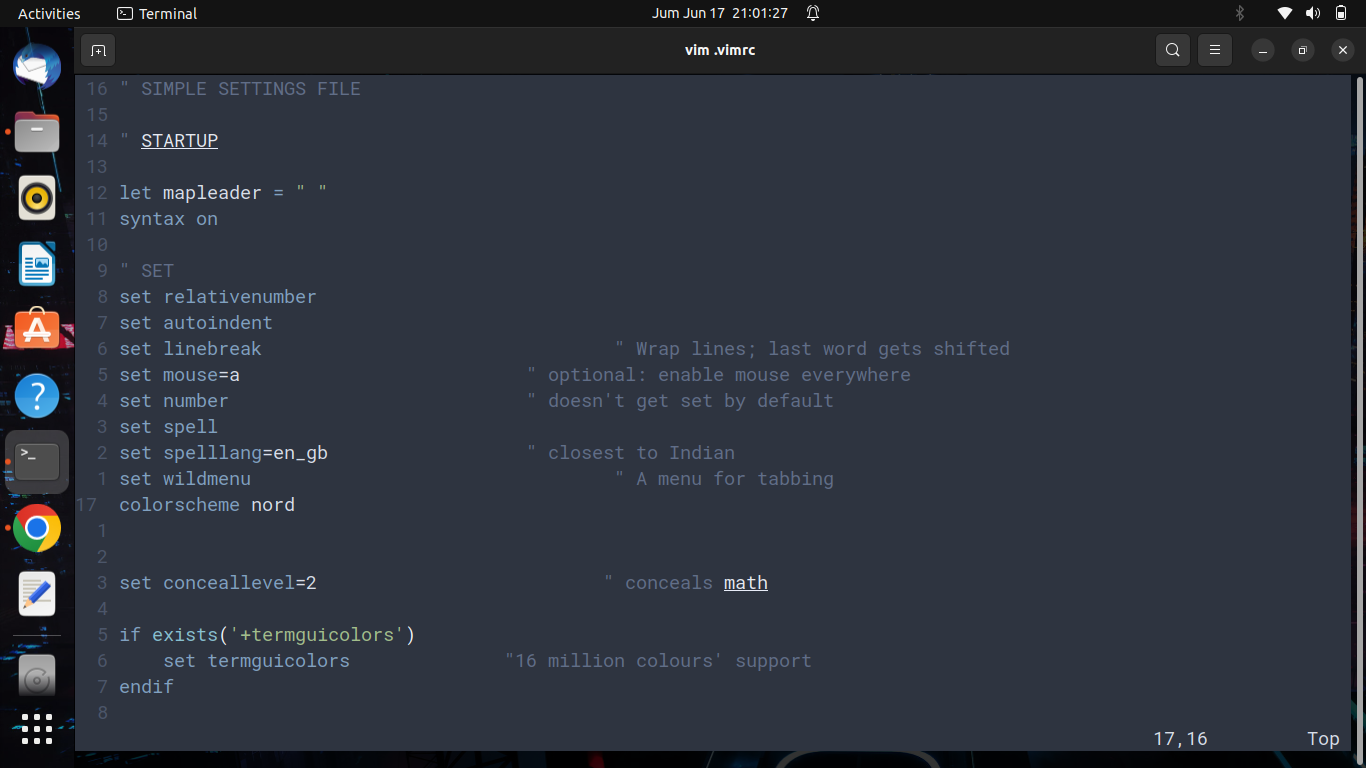 Activities Terminal Jum Jun 17 21:01:27
vim .vimrc
16 " SIMPLE SETTINGS FILE
15
14 " STARTUP
13
12 let mapleader = " "
11 syntax on
10
9 " SET
8 set relativenumber
7 set autoindent
6 set linebreak " Wrap lines; last word gets shifted
5 set mouse=a " optional: enable mouse everywhere
4 set number " doesn't get set by default
3 set spell
2 set spelllang=en_gb " closest to Indian
1 set wildmenu " A menu for tabbing
17 colorscheme nord
1
2
3 set conceallevel=2 " conceals math
4
5 if exists('+termguicolors')
6 set termguicolors "16 million colours' support
7 endif
8
17,16 Top